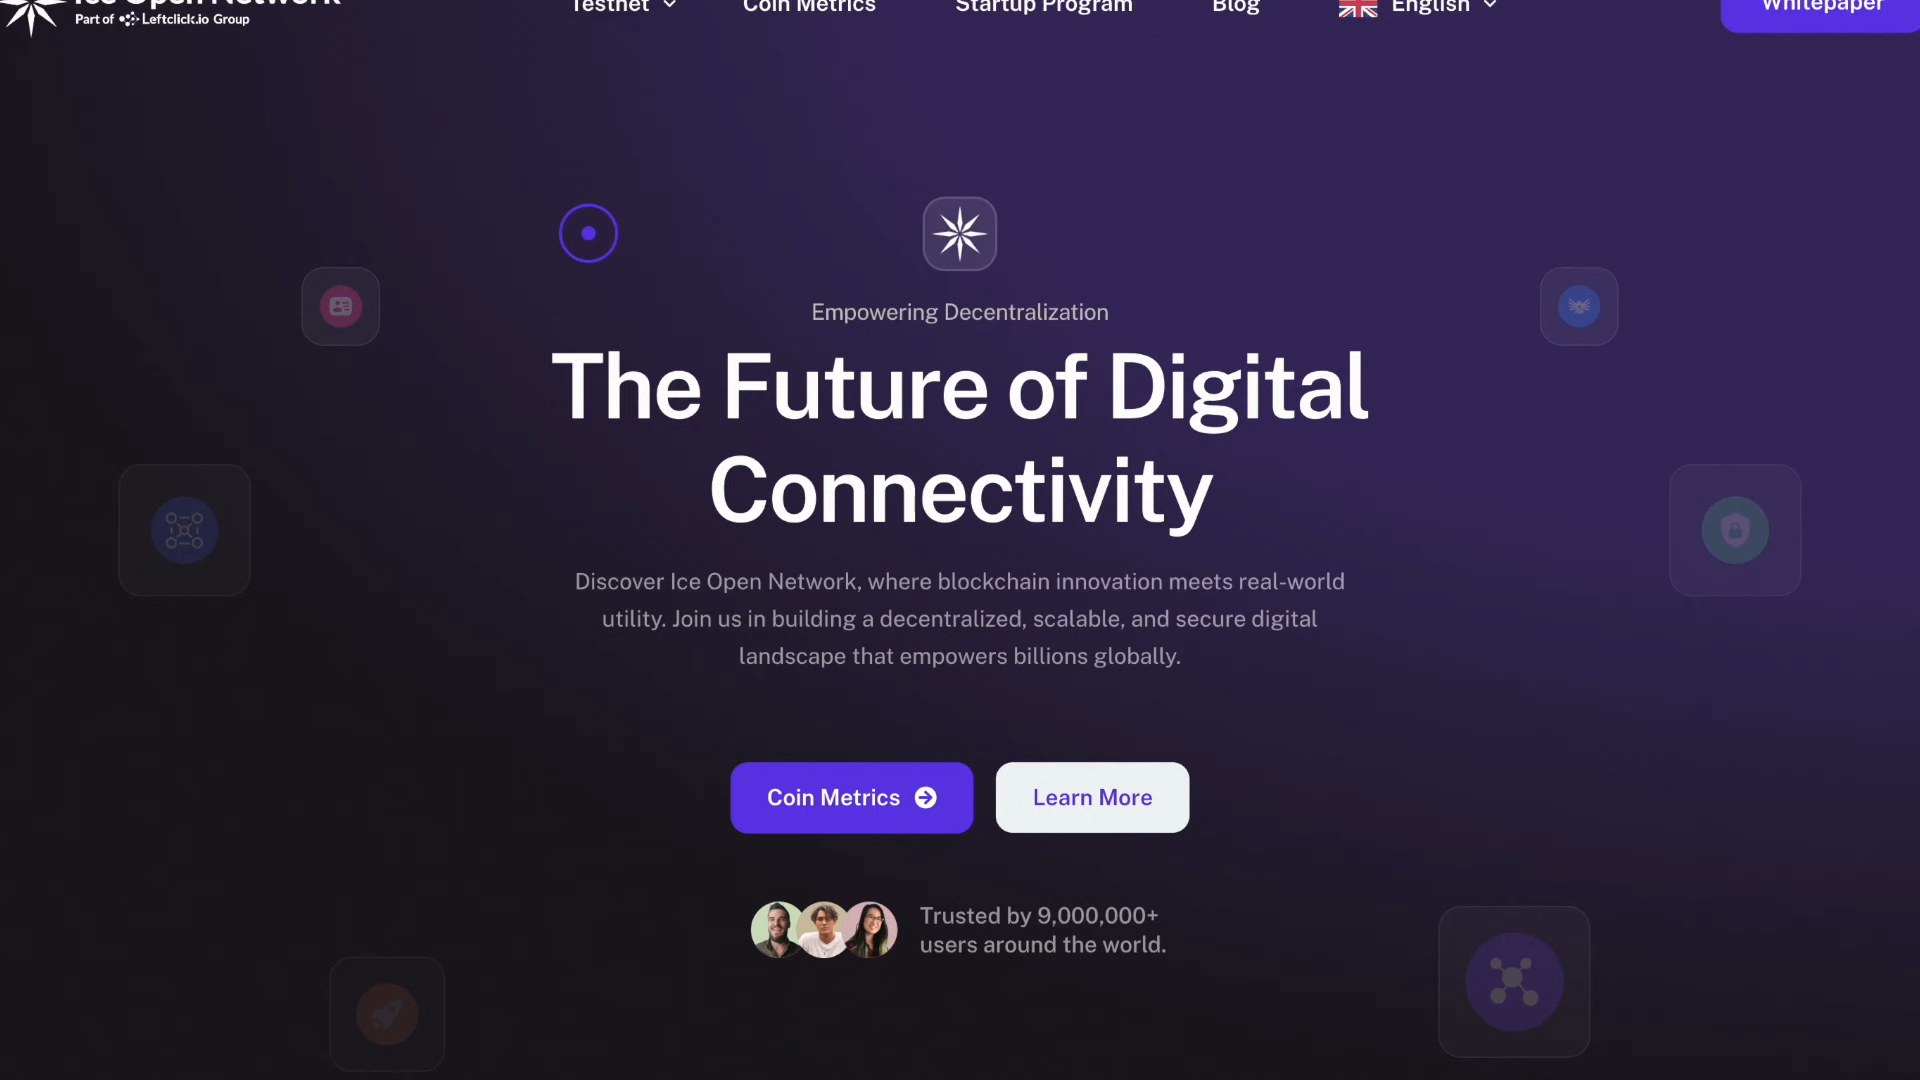 Ice Open Network
Part of Leftclick.io Group
Testnet
Coin Metrics
Startup Program
Blog
English
Whitepaper
Empowering Decentralization
The Future of Digital
Connectivity
Discover Ice Open Network, where blockchain innovation meets real-world
utility. Join us in building a decentralized, scalable, and secure digital
landscape that empowers billions globally.
Coin Metrics
Learn More
Trusted by 9,000,000+
users around the world.